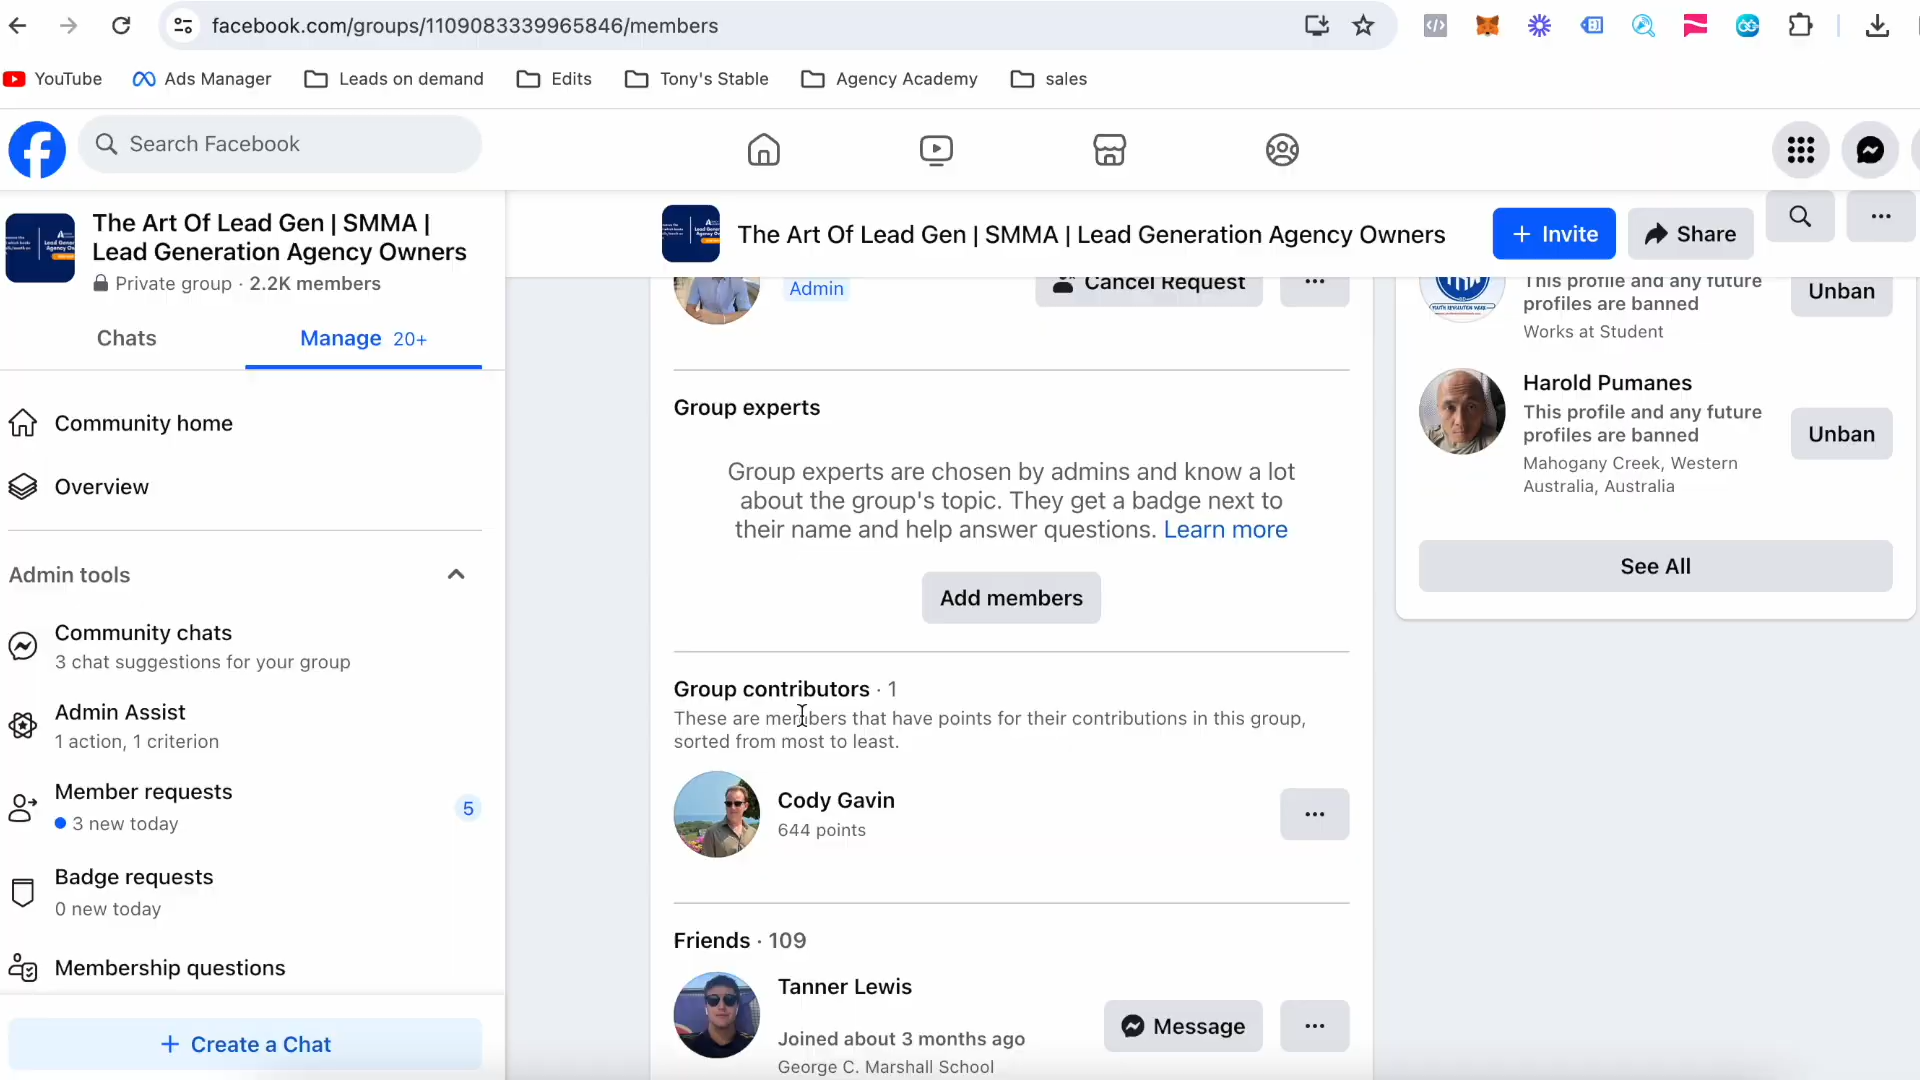 facebook.com/groups/1109083339965846/members
YouTube
Ads Manager
Leads on demand
Edits
Tony's Stable
Agency Academy
sales
Search Facebook
The Art Of Lead Gen | SMMA |
Lead Generation Agency Owners
Private group · 2.2K members
Chats
Manage 20+
Community home
Overview
Admin tools
Community chats
3 chat suggestions for your group
Admin Assist
1 action, 1 criterion
Member requests
3 new today
5
Badge requests
0 new today
Membership questions
+ Create a Chat
The Art Of Lead Gen | SMMA | Lead Generation Agency Owners
+ Invite
Share
Admin
Cancel Request
Group experts
Group experts are chosen by admins and know a lot
about the group's topic. They get a badge next to
their name and help answer questions. Learn more
Add members
Group contributors · 1
These are members that have points for their contributions in this group,
sorted from most to least.
Cody Gavin
644 points
Friends · 109
Tanner Lewis
Joined about 3 months ago
George C. Marshall School
Message
This profile and any future
profiles are banned
Works at Student
Unban
Harold Pumanes
This profile and any future
profiles are banned
Mahogany Creek, Western
Australia, Australia
Unban
See All